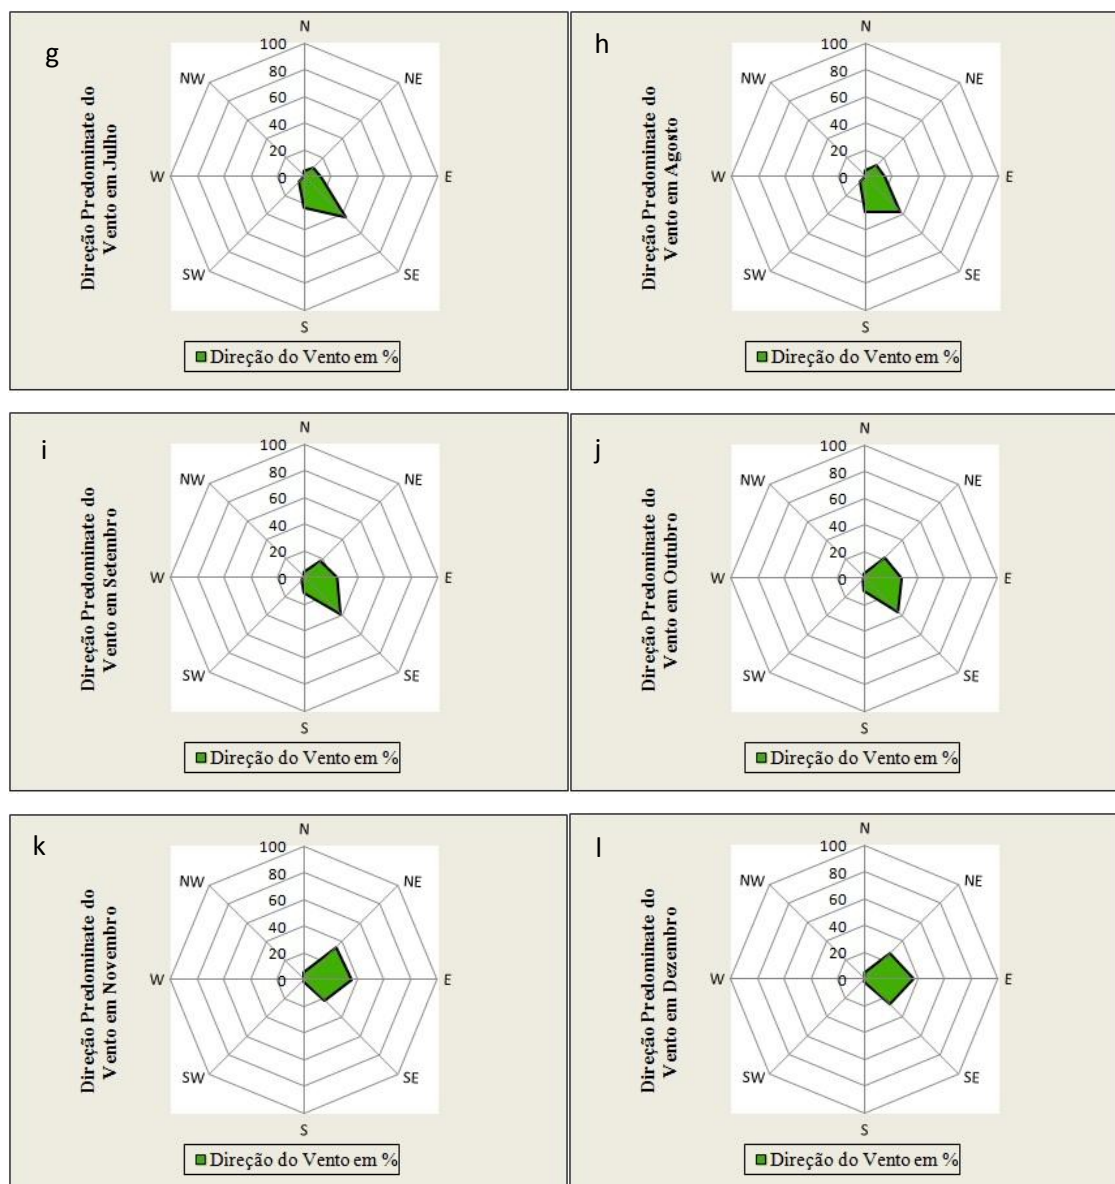 g
Direção Predominate do
Vento em Julho
N
100
80
60
40
20
0
NW
NE
W
E
SW
SE
S
Direção do Vento em %
h
Direção Predominate do
Vento em Agosto
N
100
80
60
40
20
0
NW
NE
W
E
SW
SE
S
Direção do Vento em %
i
Direção Predominate do
Vento em Setembro
N
100
80
60
40
20
0
NW
NE
W
E
SW
SE
S
Direção do Vento em %
j
Direção Predominate do
Vento em Outubro
N
100
80
60
40
20
0
NW
NE
W
E
SW
SE
S
Direção do Vento em %
k
Direção Predominate do
Vento em Novembro
N
100
80
60
40
20
0
NW
NE
W
E
SW
SE
S
Direção do Vento em %
l
Direção Predominate do
Vento em Dezembro
N
100
80
60
40
20
0
NW
NE
W
E
SW
SE
S
Direção do Vento em %